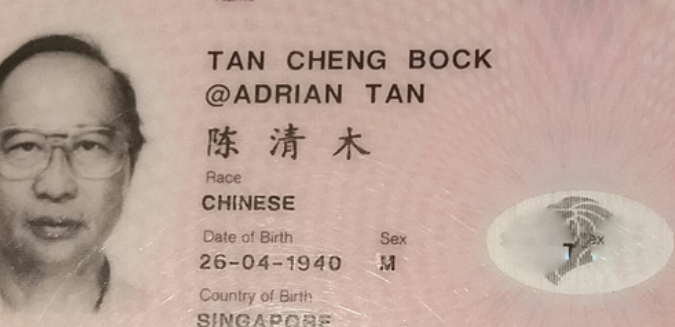 Name
TAN CHENG BOCK
@ADRIAN TAN
陈清木
Race
CHINESE
Date of Birth Sex
26-04-1940 M
Country of Birth
SINGAPORE